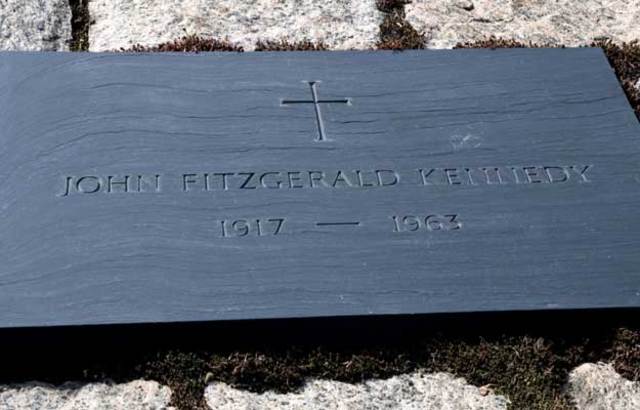 JOHN FITZGERALD KENNEDY
1917 — 1963